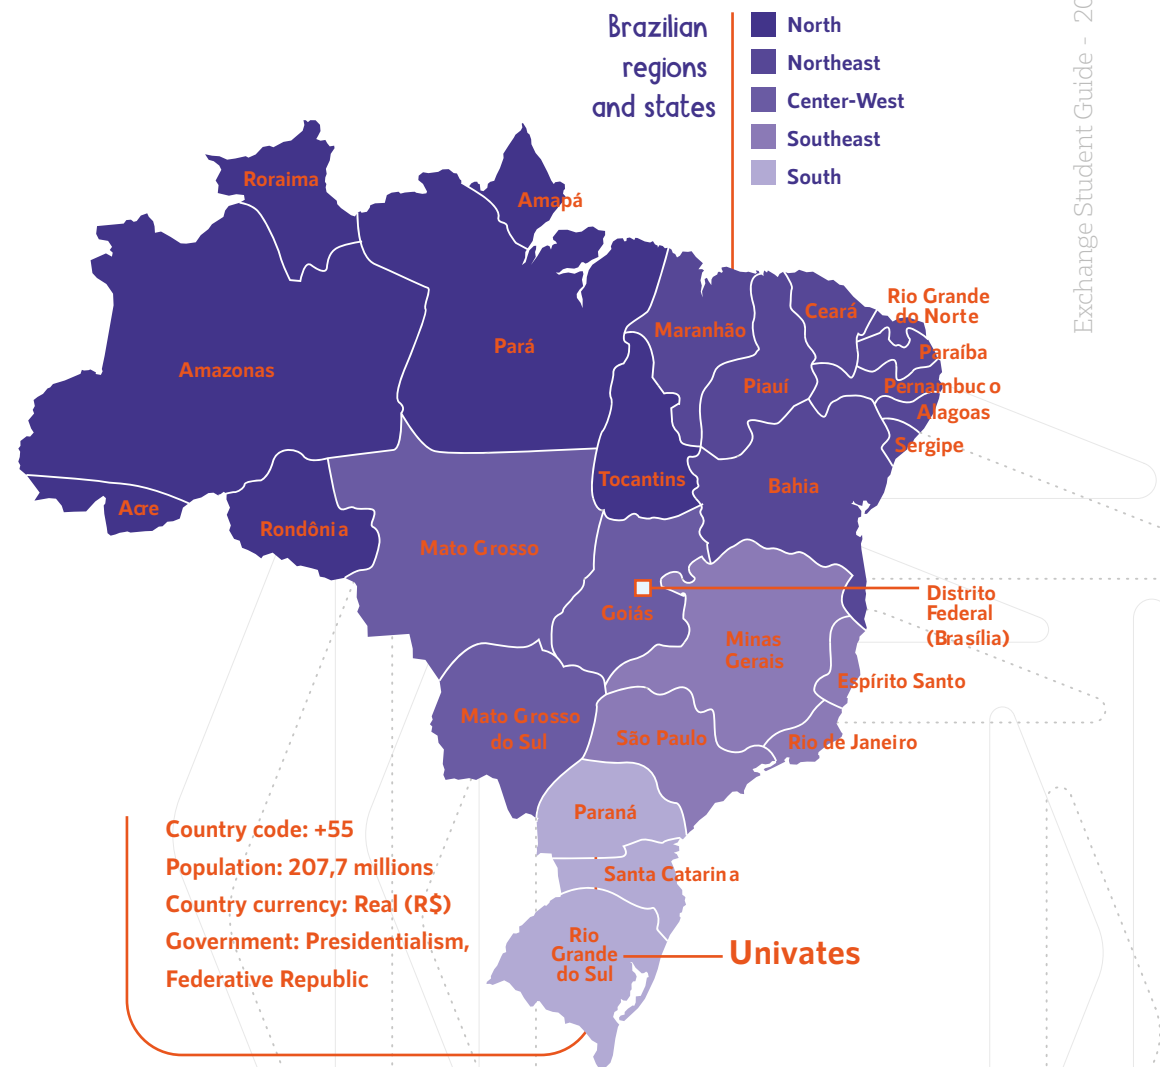 Brazilian
regions
and states
North
Northeast
Center-West
Southeast
South
Exchange Student Guide - 20
Roraima
Amapá
Amazonas
Pará
Maranhão
Ceará
Rio Grande
do Norte
Paraíba
Piauí
Pernambuco
Alagoas
Sergipe
Tocantins
Bahia
Acre
Rondônia
Mato Grosso
Goiás
Distrito
Federal
(Brasília)
Minas
Gerais
Espírito Santo
Mato Grosso
do Sul
São Paulo
Rio de Janeiro
Paraná
Santa Catarina
Rio
Grande
do Sul
Univates
Country code: +55
Population: 207,7 millions
Country currency: Real (R$)
Government: Presidentialism,
Federative Republic